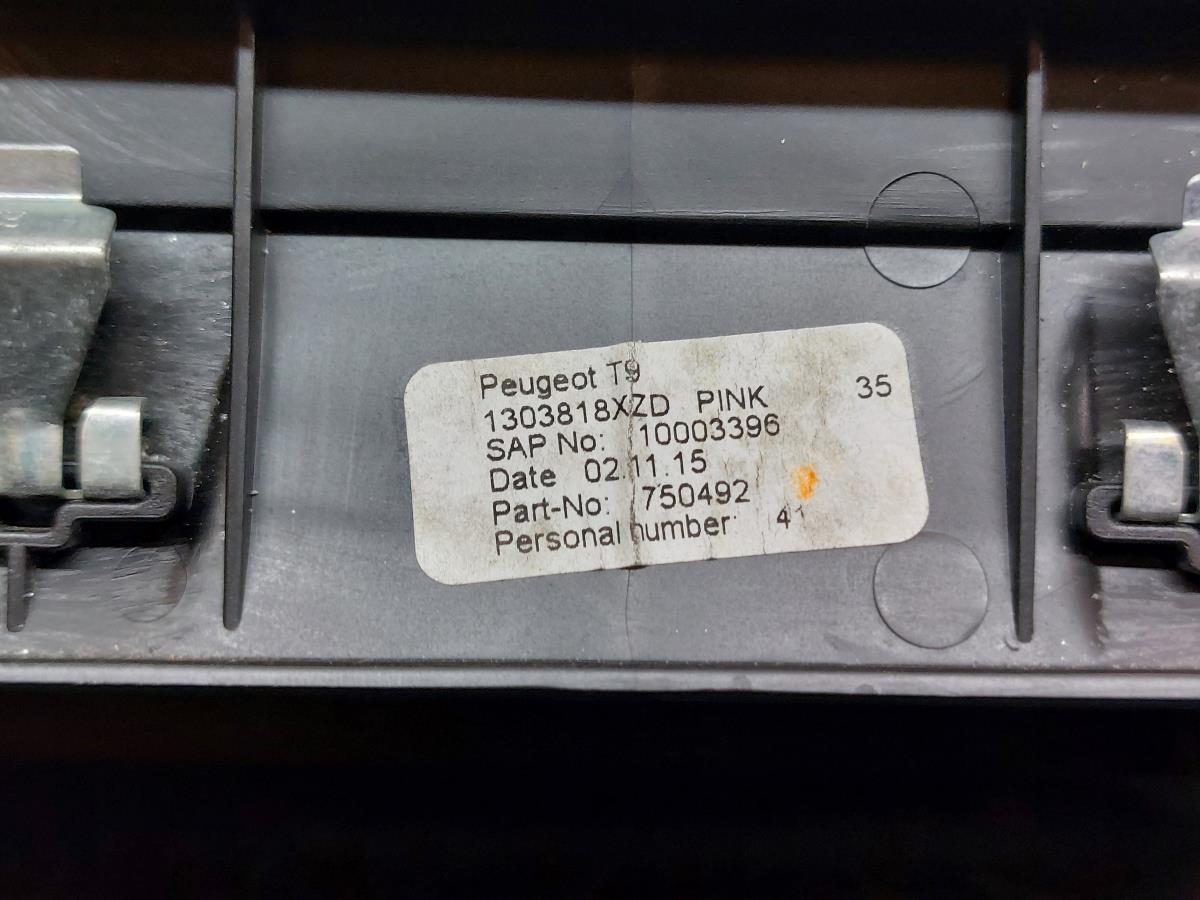 Peugeot T9
1303818XZD PINK 35
SAP No: 10003396
Date 02.11.15
Part-No: 750492
Personal number: 41